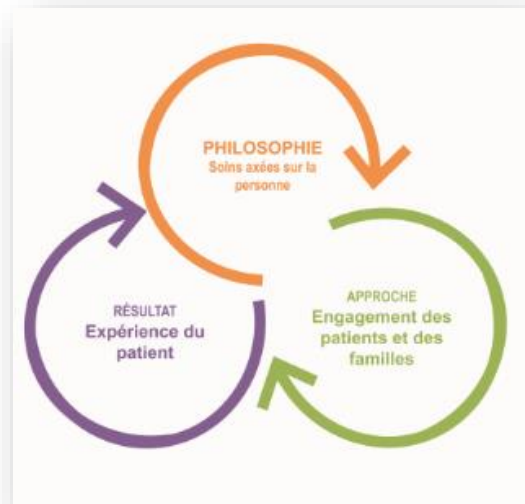 PHILOSOPHIE
Soins axées sur la
personne
RÉSULTAT
Expérience du
patient
APPROCHE
Engagement des
patients et des
familles